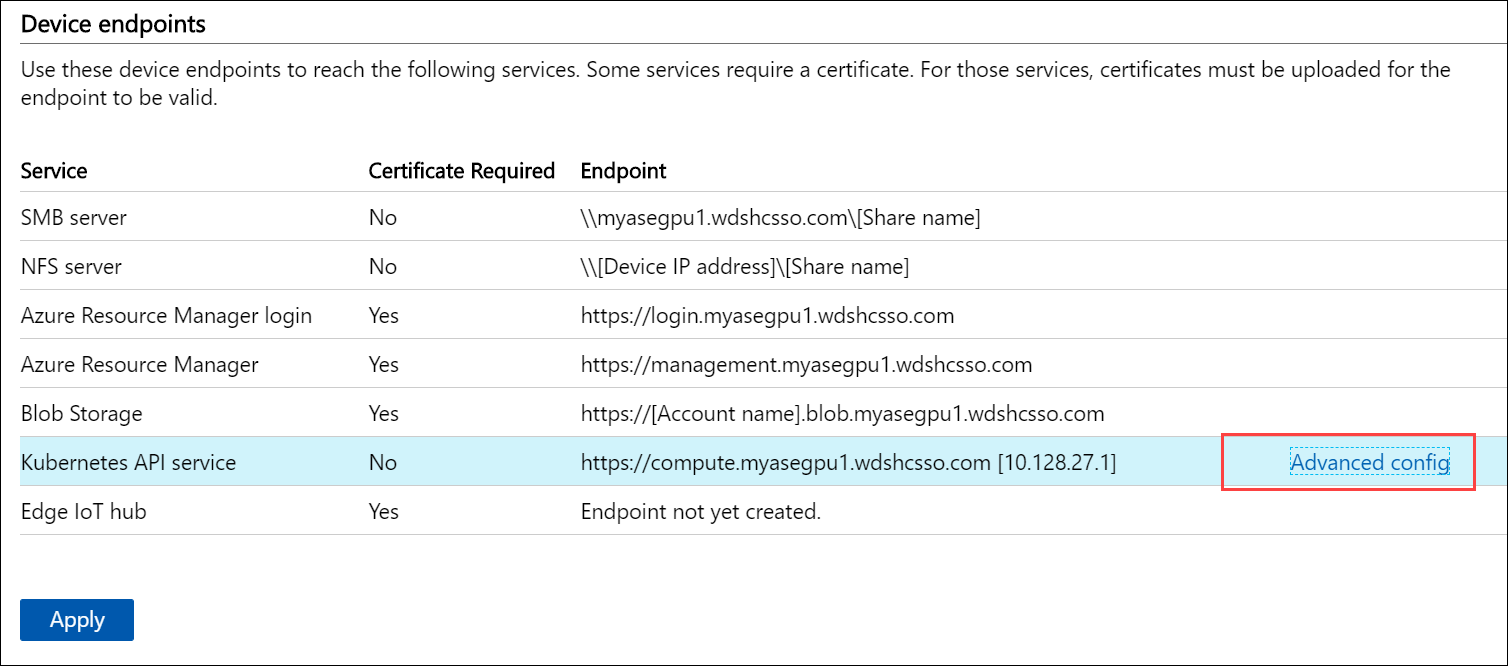 Device endpoints
Use these device endpoints to reach the following services. Some services require a certificate. For those services, certificates must be uploaded for the
endpoint to be valid.
Service Certificate Required Endpoint
SMB server No \\myasegpu1.wdshcsso.com\[Share name]
NFS server No \\[Device IP address]\[Share name]
Azure Resource Manager login Yes https://login.myasegpu1.wdshcsso.com
Azure Resource Manager Yes https://management.myasegpu1.wdshcsso.com
Blob Storage Yes https://[Account name].blob.myasegpu1.wdshcsso.com
Kubernetes API service No https://compute.myasegpu1.wdshcsso.com [10.128.27.1] Advanced config
Edge IoT hub Yes Endpoint not yet created.
Apply